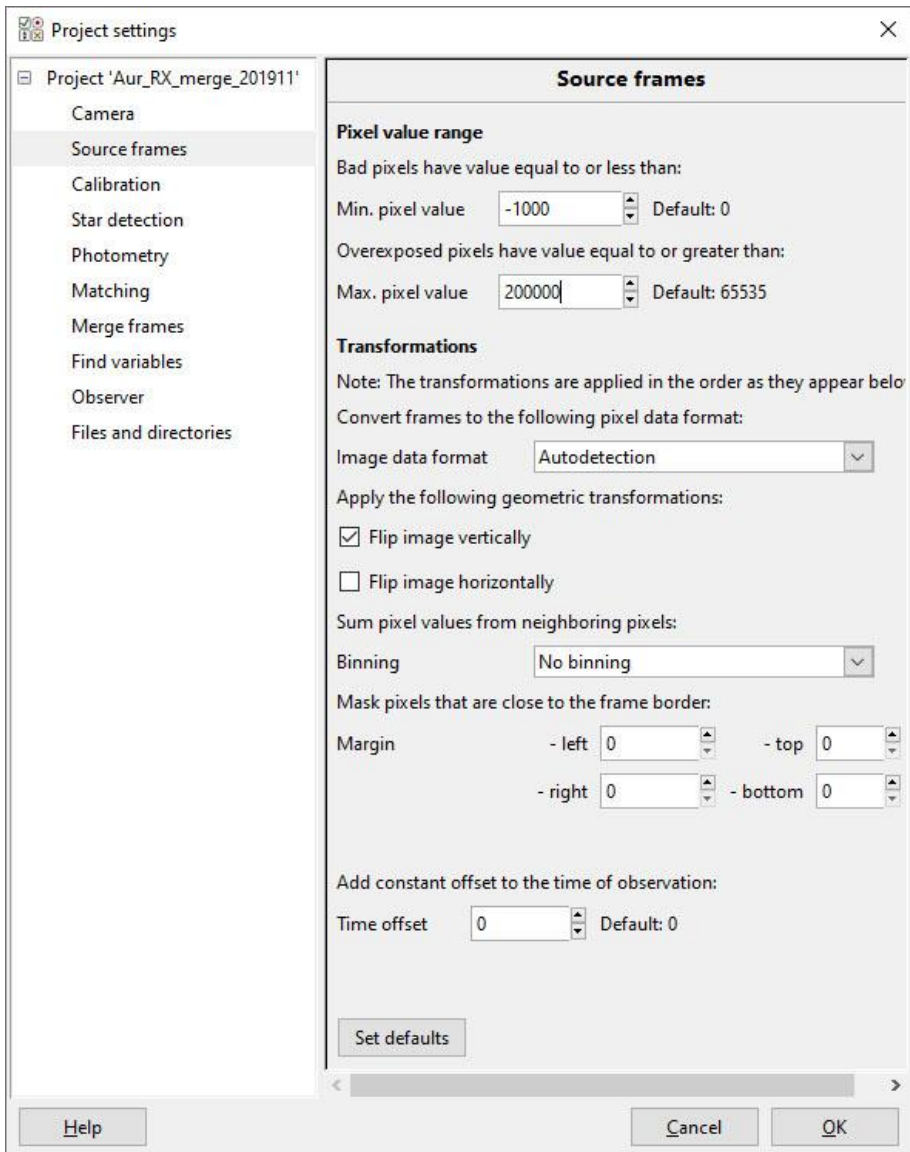 Project settings
Project 'Aur_RX_merge_201911'
Camera
Source frames
Calibration
Star detection
Photometry
Matching
Merge frames
Find variables
Observer
Files and directories
Source frames
Pixel value range
Bad pixels have value equal to or less than:
Min. pixel value -1000 Default: 0
Overexposed pixels have value equal to or greater than:
Max. pixel value 200000 Default: 65535
Transformations
Note: The transformations are applied in the order as they appear belo
Convert frames to the following pixel data format:
Image data format Autodetection
Apply the following geometric transformations:
Flip image vertically
Flip image horizontally
Sum pixel values from neighboring pixels:
Binning No binning
Mask pixels that are close to the frame border:
Margin - left 0 - top 0
- right 0 - bottom 0
Add constant offset to the time of observation:
Time offset 0 Default: 0
Set defaults
Help Cancel OK